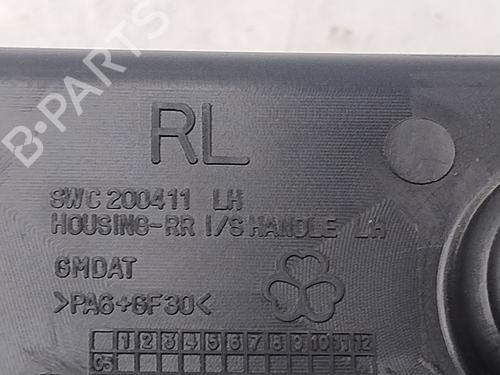 B-PARTS
RL
SWC 200411 LH
HOUSING-RR I/S HANDLE LH
GMDAT
>PA6+GF30<
1 2 3 4 5 6 7 8 9 10 11 12
05